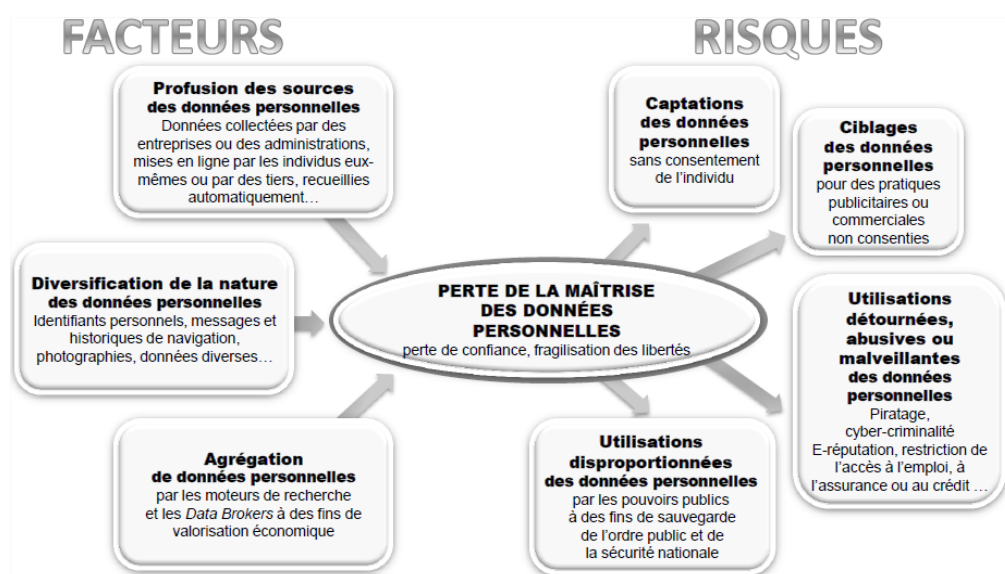 FACTEURS
Profusion des sources
des données personnelles
Données collectées par des
entreprises ou des administrations,
mises en ligne par les individus eux-
mêmes ou par des tiers, recueillies
automatiquement…
Diversification de la nature
des données personnelles
Identifiants personnels, messages et
historiques de navigation,
photographies, données diverses…
Agrégation
de données personnelles
par les moteurs de recherche
et les Data Brokers à des fins de
valorisation économique
PERTE DE LA MAÎTRISE
DES DONNÉES
PERSONNELLES
perte de confiance, fragilisation des libertés
RISQUES
Captations
des données
personnelles
sans consentement
de l’individu
Ciblages
des données
personnelles
pour des pratiques
publicitaires ou
commerciales
non consenties
Utilisations
détournées,
abusives ou
malveillantes
des données
personnelles
Piratage,
cyber-criminalité
E-réputation, restriction de
l’accès à l’emploi, à
l’assurance ou au crédit …
Utilisations
disproportionnées
des données personnelles
par les pouvoirs publics
à des fins de sauvegarde
de l’ordre public et de
la sécurité nationale